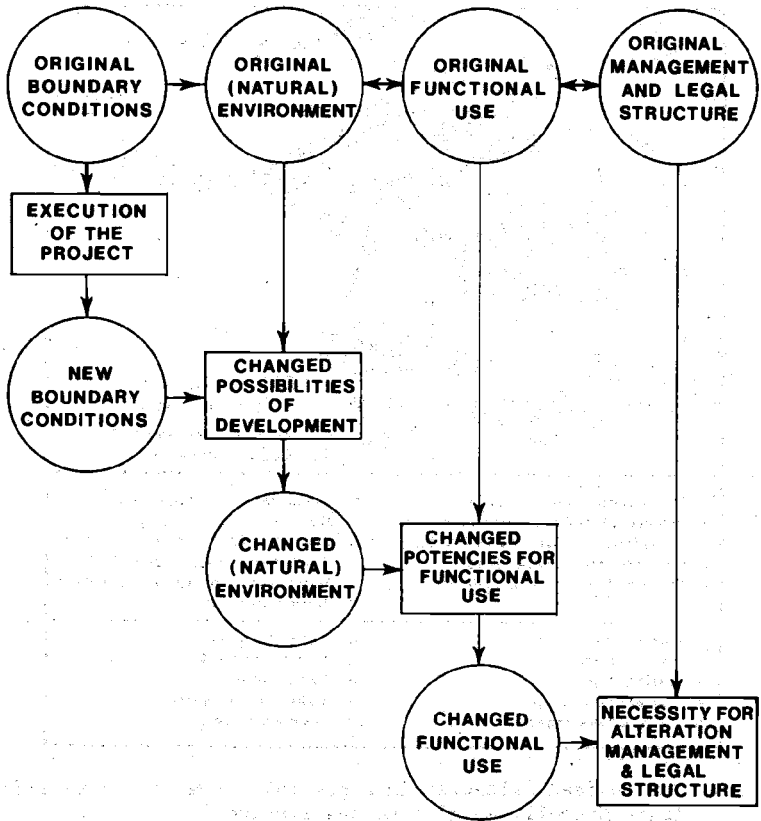 ORIGINAL
BOUNDARY
CONDITIONS
ORIGINAL
(NATURAL)
ENVIRONMENT
ORIGINAL
FUNCTIONAL
USE
ORIGINAL
MANAGEMENT
AND LEGAL
STRUCTURE
EXECUTION
OF THE
PROJECT
NEW
BOUNDARY
CONDITIONS
CHANGED
POSSIBILITIES
OF
DEVELOPMENT
CHANGED
(NATURAL)
ENVIRONMENT
CHANGED
POTENCIES FOR
FUNCTIONAL
USE
CHANGED
FUNCTIONAL
USE
NECESSITY FOR
ALTERATION
MANAGEMENT
& LEGAL
STRUCTURE